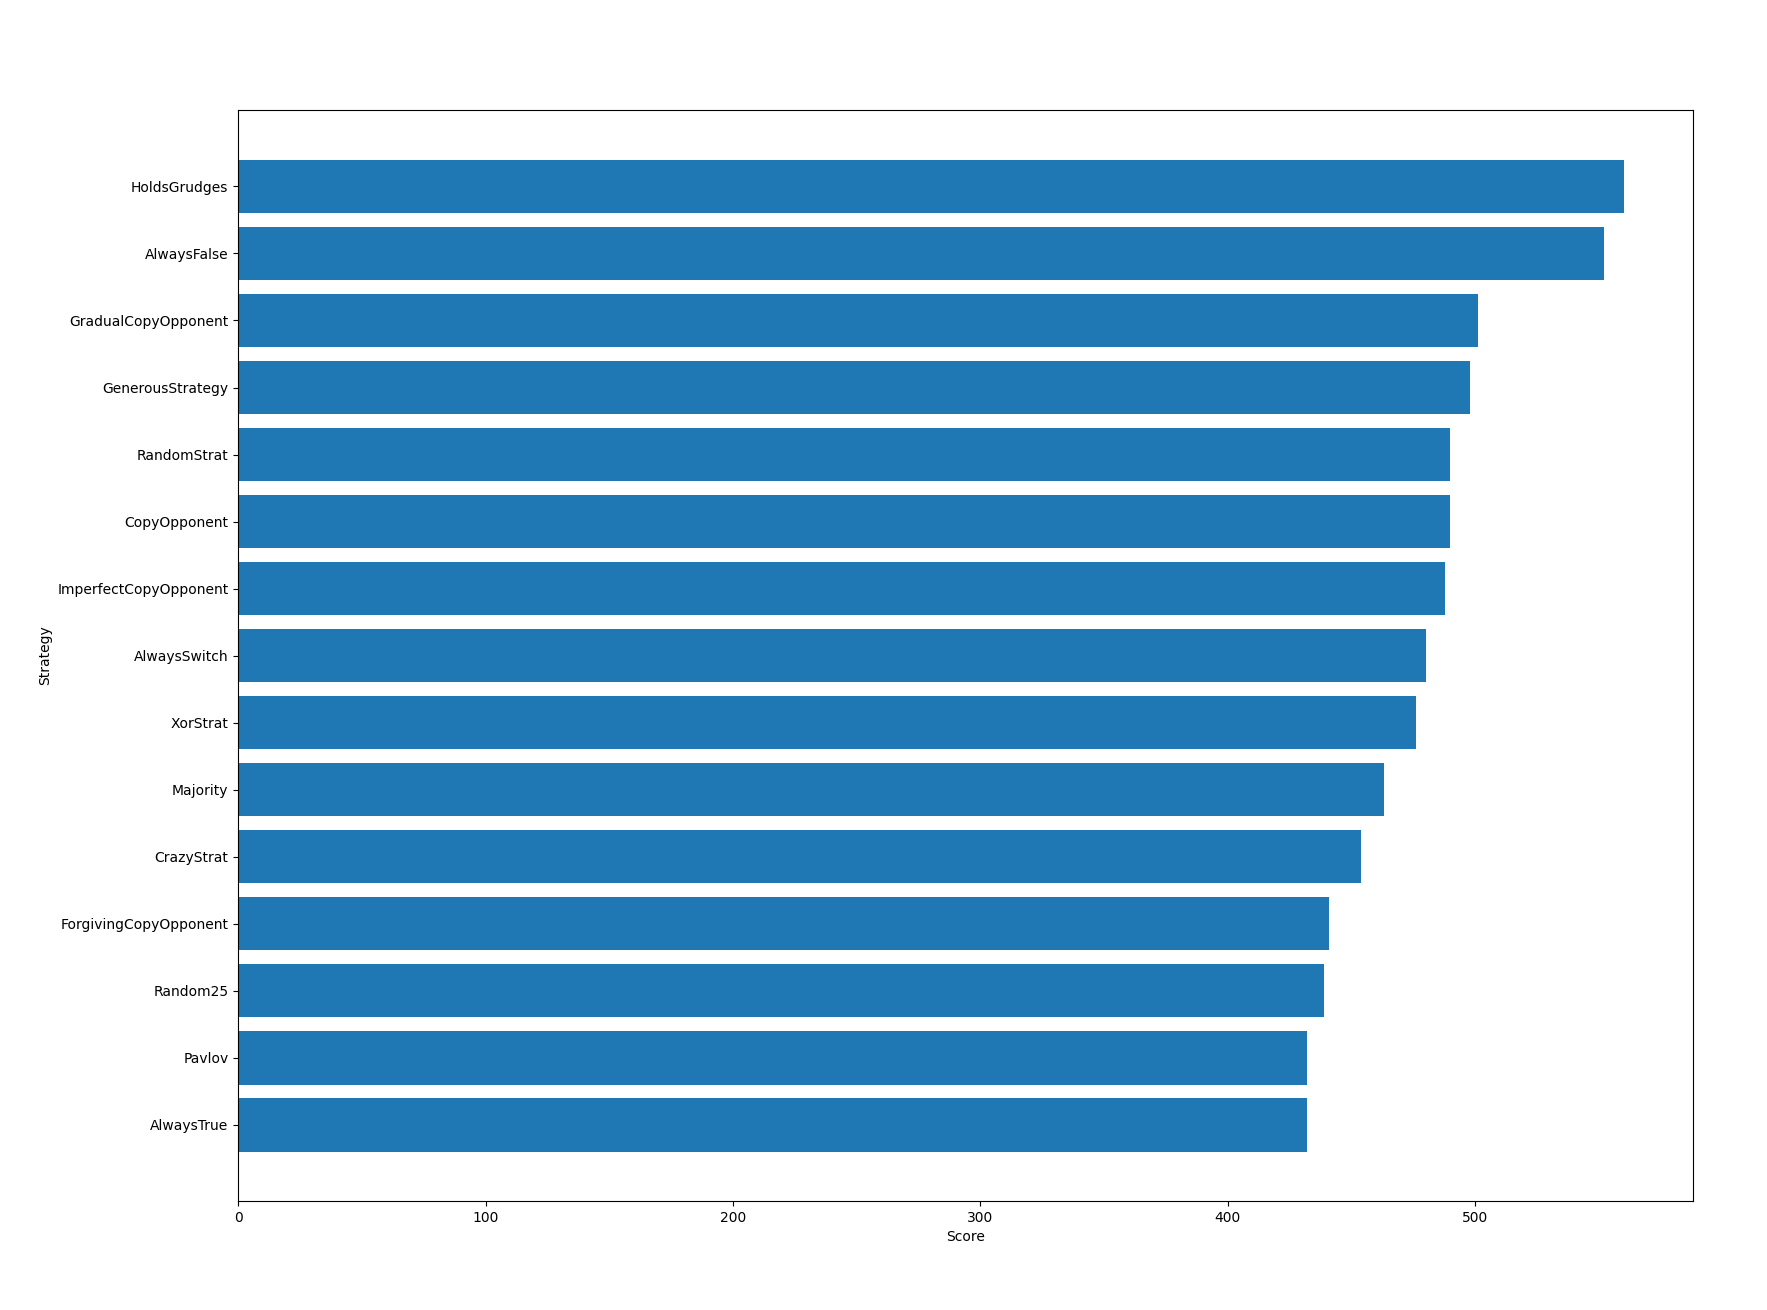 HoldsGrudges
AlwaysFalse
GradualCopyOpponent
GenerousStrategy
RandomStrat
CopyOpponent
ImperfectCopyOpponent
AlwaysSwitch
XorStrat
Majority
CrazyStrat
ForgivingCopyOpponent
Random25
Pavlov
AlwaysTrue
Strategy
0 100 200 300 400 500
Score